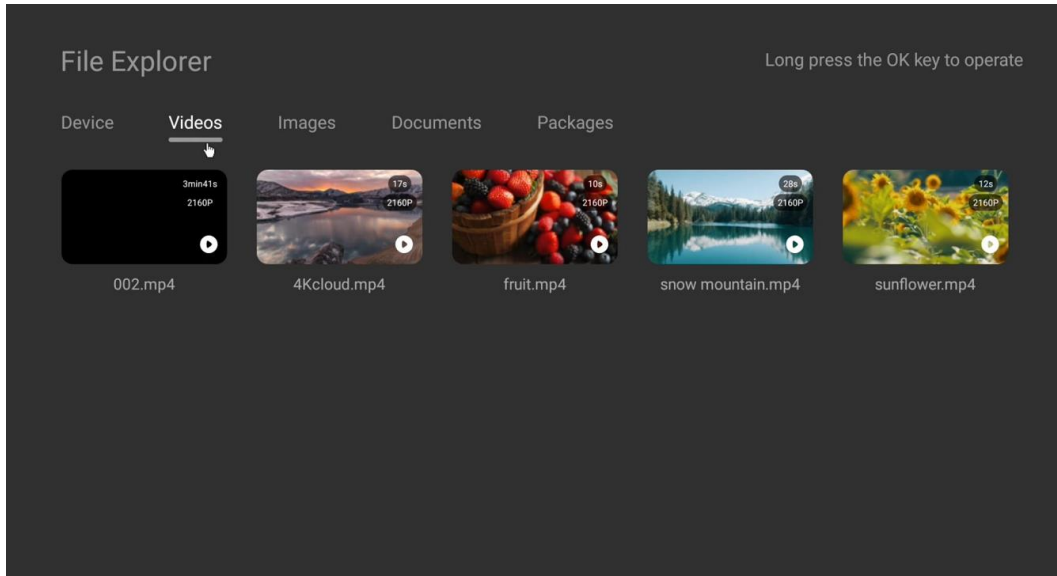 File Explorer
Long press the OK key to operate
Device Videos Images Documents Packages
3min41s 17s 10s 28s 12s
2160P 2160P 2160P 2160P 2160P
002.mp4 4Kcloud.mp4 fruit.mp4 snow mountain.mp4 sunflower.mp4